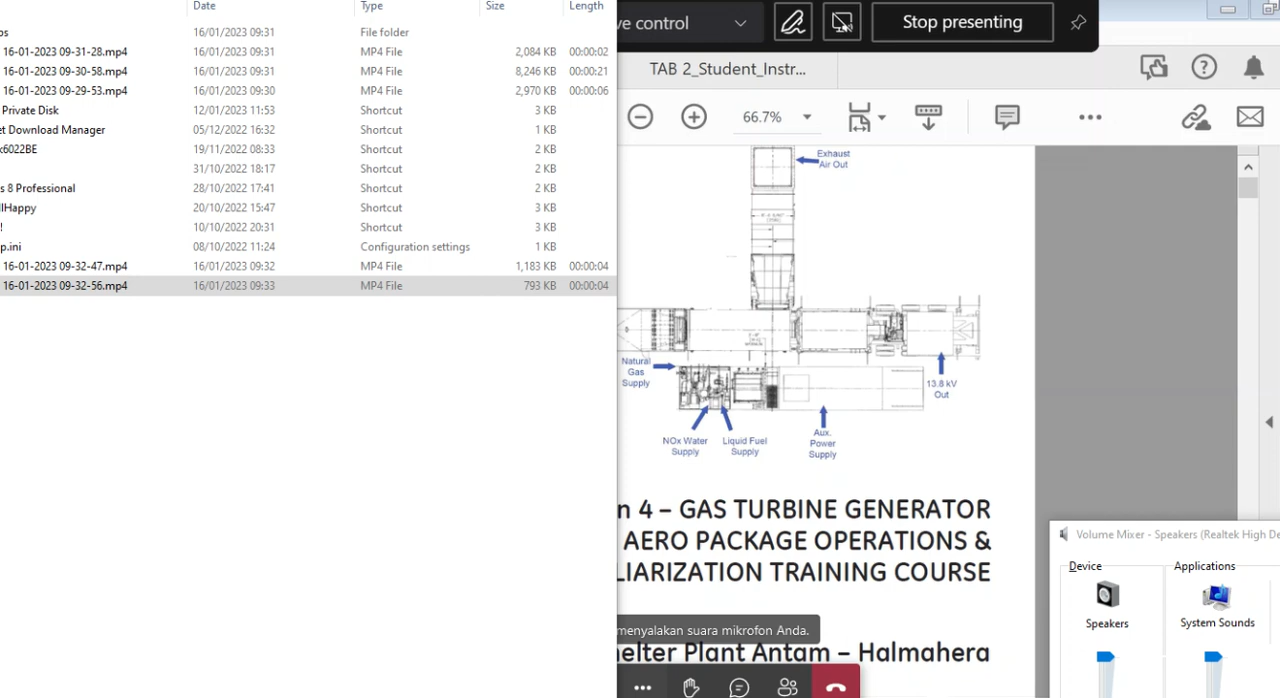 Date Type Size Length
os 16/01/2023 09:31 File folder
16-01-2023 09-31-28.mp4 16/01/2023 09:31 MP4 File 2,084 KB 00:00:02
16-01-2023 09-30-58.mp4 16/01/2023 09:31 MP4 File 8,246 KB 00:00:21
16-01-2023 09-29-53.mp4 16/01/2023 09:30 MP4 File 2,970 KB 00:00:06
Private Disk 12/01/2023 11:53 Shortcut 3 KB
et Download Manager 05/12/2022 16:32 Shortcut 1 KB
k6022BE 19/11/2022 08:33 Shortcut 2 KB
31/10/2022 18:17 Shortcut 2 KB
s 8 Professional 28/10/2022 17:41 Shortcut 2 KB
llHappy 20/10/2022 15:47 Shortcut 3 KB
! 10/10/2022 20:31 Shortcut 3 KB
p.ini 08/10/2022 11:24 Configuration settings 1 KB
16-01-2023 09-32-47.mp4 16/01/2023 09:32 MP4 File 1,183 KB 00:00:04
16-01-2023 09-32-56.mp4 16/01/2023 09:33 MP4 File 793 KB 00:00:04
ve control Stop presenting
TAB 2_Student_Instr...
66.7%
Exhaust
Air Out
Natural
Gas
Supply
13.8 kV
Out
NOx Water
Supply
Liquid Fuel
Supply
Aux.
Power
Supply
n 4 – GAS TURBINE GENERATOR
AERO PACKAGE OPERATIONS &
LIARIZATION TRAINING COURSE
menyalakan suara mikrofon Anda.
helter Plant Antam – Halmahera
Volume Mixer - Speakers (Realtek High De
Device Applications
Speakers System Sounds